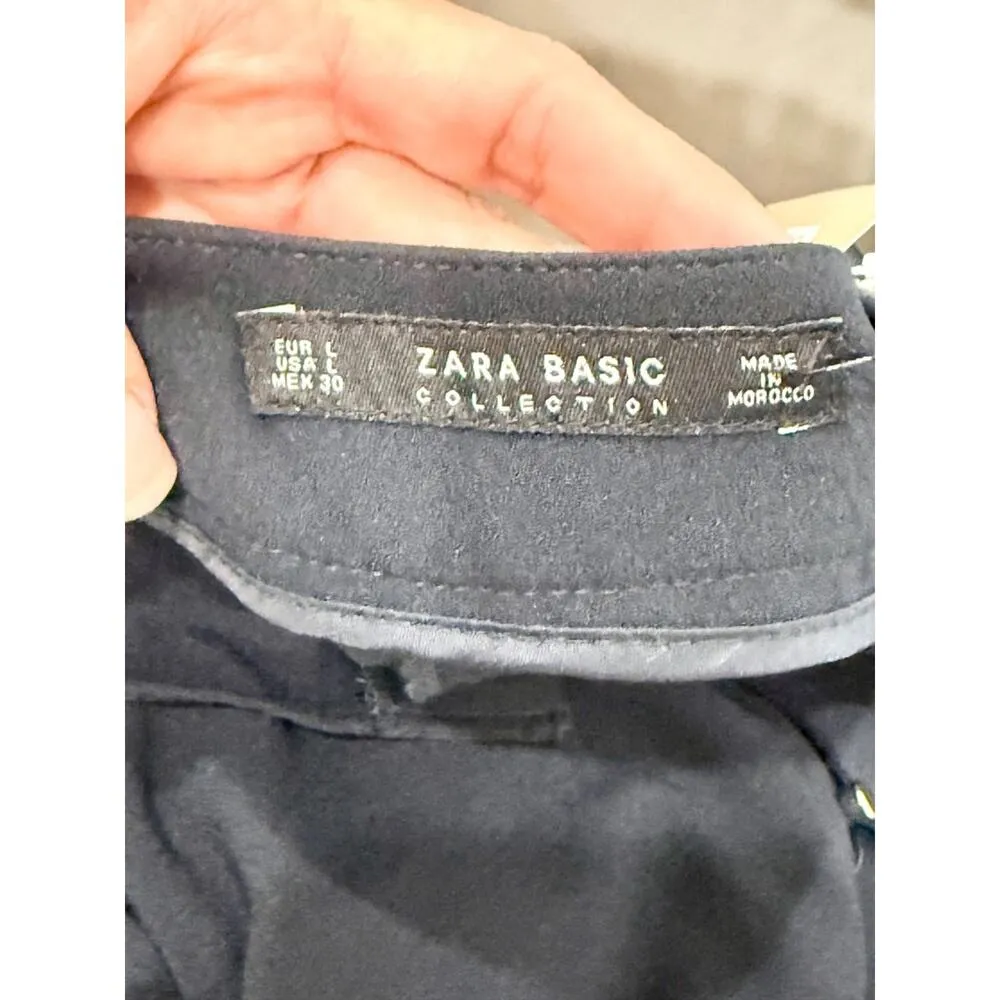 EUR L
USA L
MEX 30
ZARA BASIC
COLLECTION
MADE
IN
MOROCCO